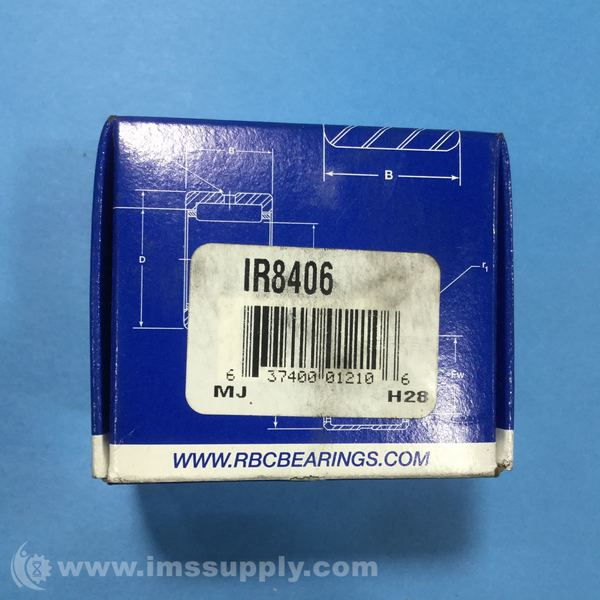 B
B
D
r1
IR8406
6 37400 01210 6
MJ H28
Fw
WWW.RBCBEARINGS.COM
www.imssupply.com